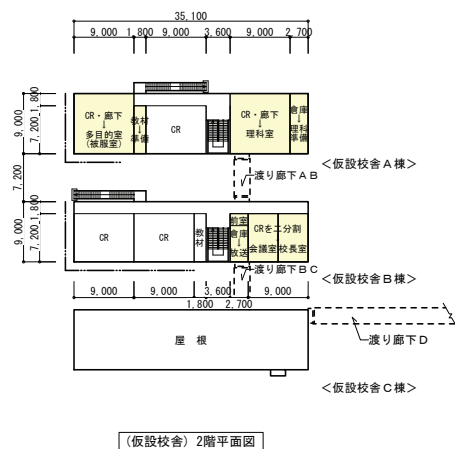 35,100
9,000 1,800 9,000 3,600 9,000 2,700
9,000
7,200 1,800
CR・廊下
↓
多目的室
(被服室)
教材
↓
準備
CR
CR・廊下
↓
理科室
倉庫
↓
理科
準備
<仮設校舎A棟>
7,200
渡り廊下AB
9,000
7,200 1,800
CR
CR
教材
前室
倉庫
↓
放送
CRを二分割
会議室 校長室
<仮設校舎B棟>
渡り廊下BC
9,000 9,000 3,600 9,000
1,800 2,700
屋 根
渡り廊下D
<仮設校舎C棟>
(仮設校舎) 2階平面図